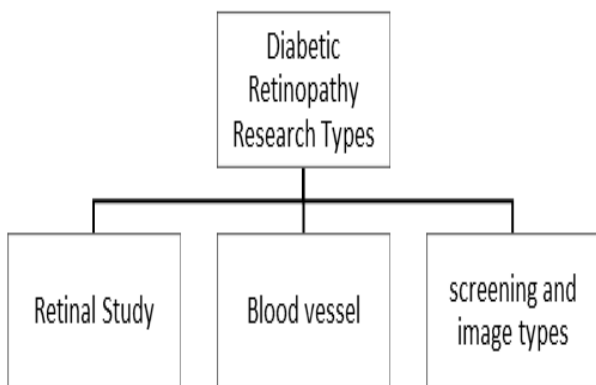 Diabetic
Retinopathy
Research Types
Retinal Study
Blood vessel
screening and
image types